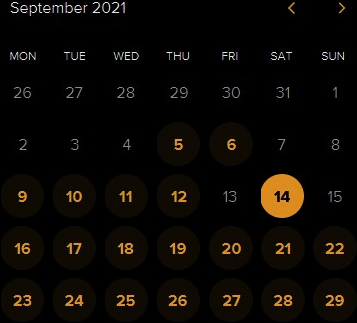 September 2021
MON TUE WED THU FRI SAT SUN
26 27 28 29 30 31 1
2 3 4 5 6 7 8
9 10 11 12 13 14 15
16 17 18 19 20 21 22
23 24 25 26 27 28 29